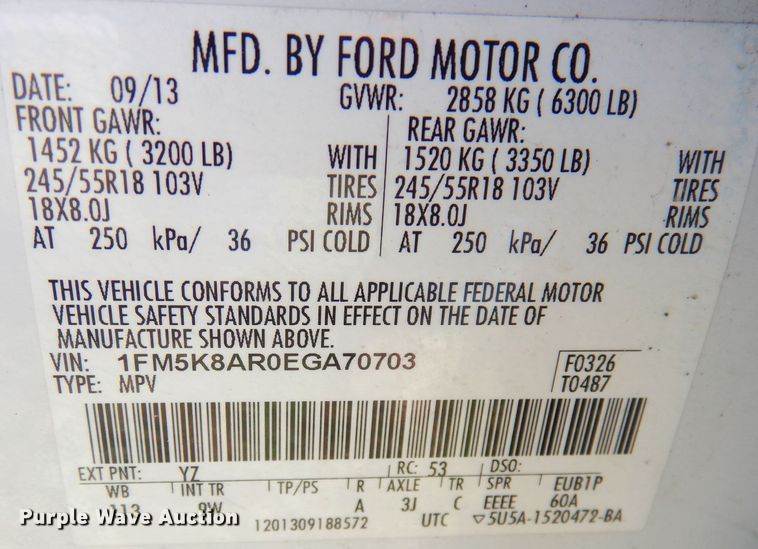 MFD. BY FORD MOTOR CO.
DATE: 09/13 GVWR: 2858 KG ( 6300 LB)
FRONT GAWR: REAR GAWR:
1452 KG ( 3200 LB) WITH 1520 KG ( 3350 LB) WITH
245/55R18 103V TIRES 245/55R18 103V TIRES
18X8.0J RIMS 18X8.0J RIMS
AT 250 kPa/ 36 PSI COLD AT 250 kPa/ 36 PSI COLD
THIS VEHICLE CONFORMS TO ALL APPLICABLE FEDERAL MOTOR
VEHICLE SAFETY STANDARDS IN EFFECT ON THE DATE OF
MANUFACTURE SHOWN ABOVE.
VIN: 1FM5K8AR0EGA70703 F0326
TYPE: MPV T0487
EXT PNT: YZ RC: 53 DSO:
WB INT TR TP/PS R AXLE TR SPR EUB1P
113 9W A 3J C EEEE 60A
1201309188572 UTC ▽5U5A-1520472-BA
Purple Wave Auction